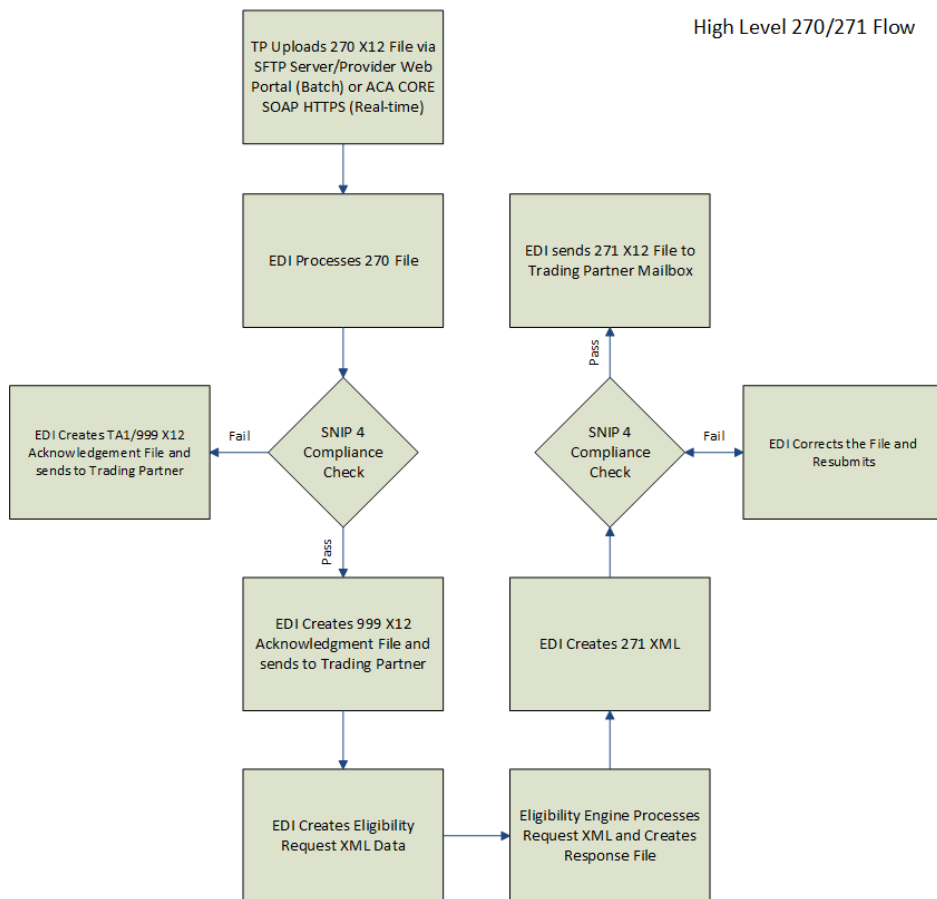 High Level 270/271 Flow
TP Uploads 270 X12 File via
SFTP Server/Provider Web
Portal (Batch) or ACA CORE
SOAP HTTPS (Real-time)
EDI Processes 270 File
EDI sends 271 X12 File to
Trading Partner Mailbox
Pass
EDI Creates TA1/999 X12
Acknowledgement File and
sends to Trading Partner
Fail
SNIP 4
Compliance
Check
SNIP 4
Compliance
Check
Fail
EDI Corrects the File and
Resubmits
Pass
EDI Creates 999 X12
Acknowledgment File and
sends to Trading Partner
EDI Creates 271 XML
EDI Creates Eligibility
Request XML Data
Eligibility Engine Processes
Request XML and Creates
Response File